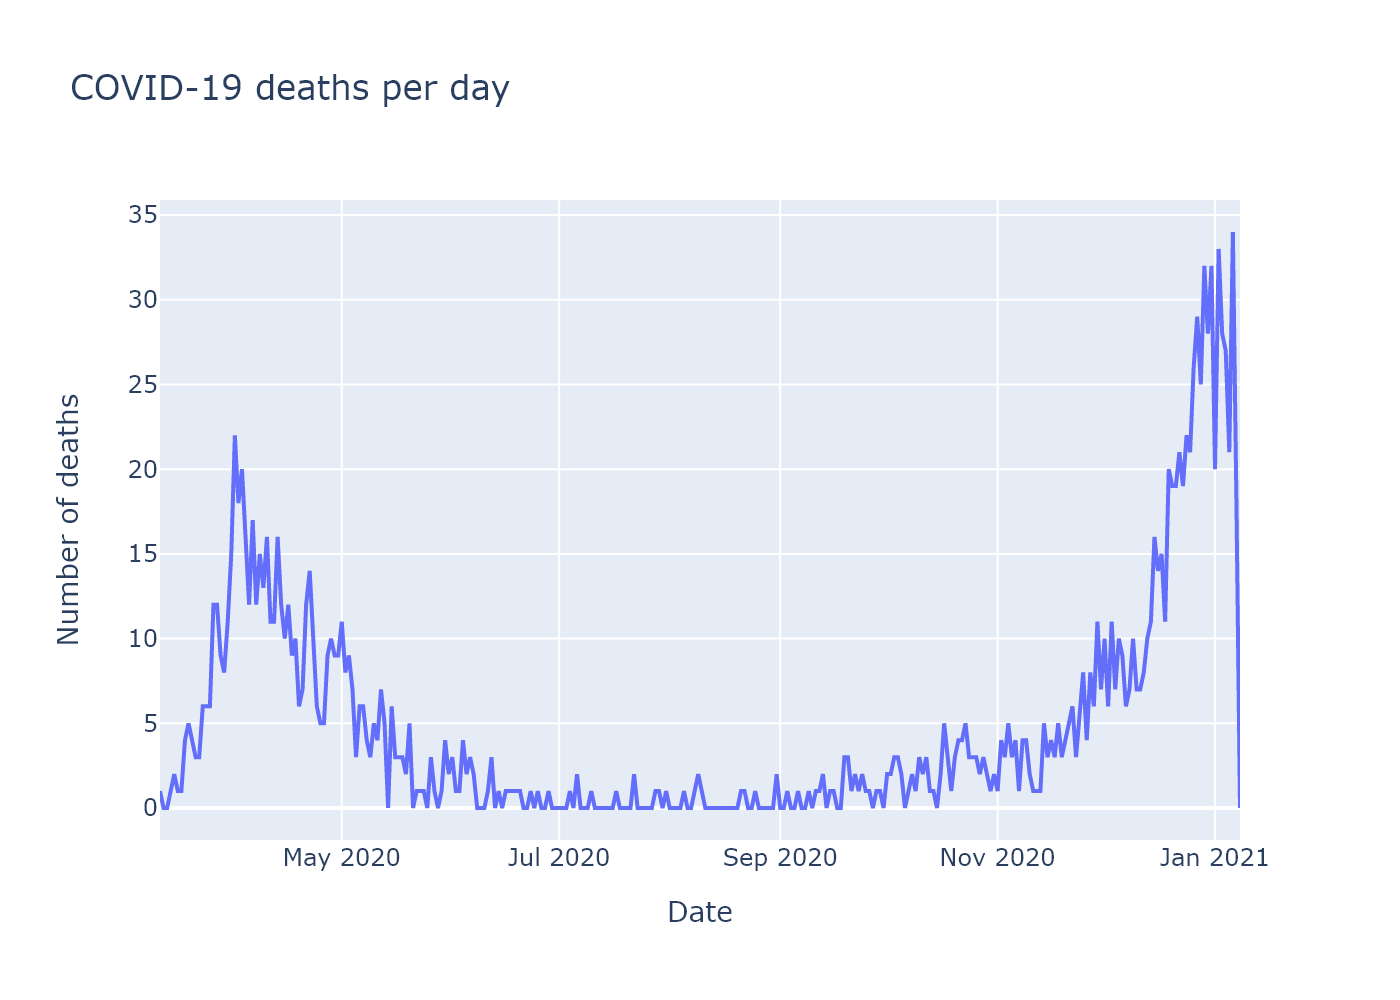 COVID-19 deaths per day
35
30
25
20
15
10
5
0
Number of deaths
May 2020
Jul 2020
Sep 2020
Nov 2020
Jan 2021
Date